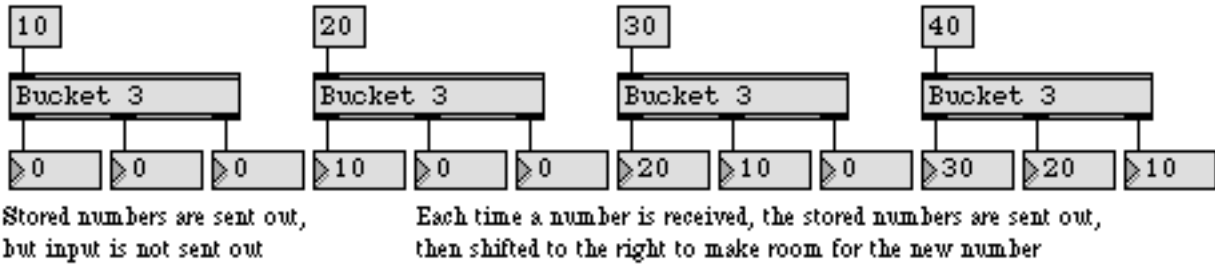 10 20 30 40
Bucket 3 Bucket 3 Bucket 3 Bucket 3
0 0 0 10 0 0 20 10 0 30 20 10
Stored numbers are sent out,
but input is not sent out
Each time a number is received, the stored numbers are sent out,
then shifted to the right to make room for the new number